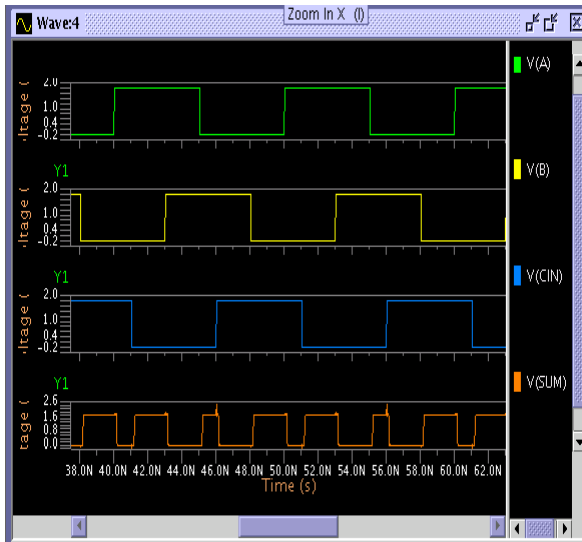 Wave:4
Zoom In X (l)
V(A)
2.0
1.0
0.4
-0.2
ltage (
Y1
V(B)
2.0
1.0
0.4
-0.2
ltage (
Y1
V(CIN)
2.0
1.0
0.4
-0.2
ltage (
Y1
V(SUM)
2.6
1.6
0.8
0.0
tage (
38.0N 40.0N 42.0N 44.0N 46.0N 48.0N 50.0N 52.0N 54.0N 56.0N 58.0N 60.0N 62.0N
Time (s)